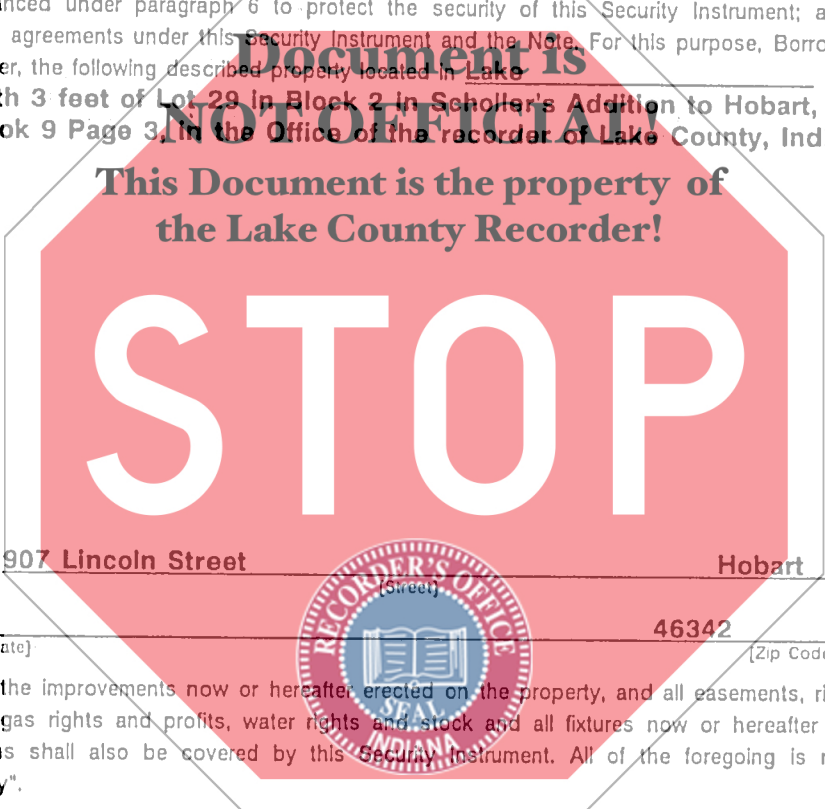 nced under paragraph 6 to protect the security of this Security Instrument; a
agreements under this Security Instrument and the Note. For this purpose, Borro
er, the following described property located in Lake
Document is
th 3 feet of Lot 29 in Block 2 in Scholler's Addition to Hobart,
ok 9 Page 3, in the Office of the recorder of Lake County, Ind
NOT OFFICIAL!
This Document is the property of
the Lake County Recorder!
STOP
907 Lincoln Street Hobart
[Street]
46342
ate] [Zip Code
RECORDER'S OFFICE
SEAL
INDIANA
the improvements now or hereafter erected on the property, and all easements, ri
gas rights and profits, water rights and stock and all fixtures now or hereafter
s shall also be covered by this Security Instrument. All of the foregoing is r
y".